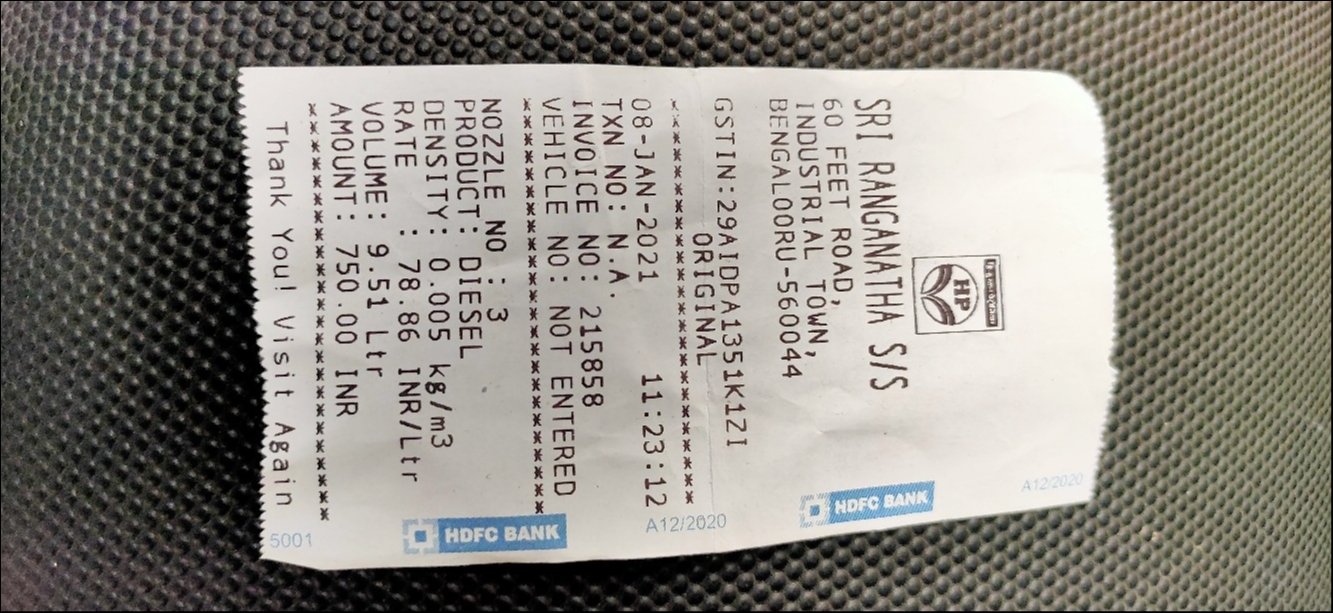 HP
SRI RANGANATHA S/S
60 FEET ROAD,
INDUSTRIAL TOWN,
BENGALOORU-560044
GSTIN:29AIDPA1351K1ZI
ORIGINAL
********************************
08-JAN-2021 11:23:12
TXN NO: N.A.
INVOICE NO: 215858
VEHICLE NO: NOT ENTERED
********************************
NOZZLE NO : 3
PRODUCT: DIESEL
DENSITY: 0.005 kg/m3
RATE : 78.86 INR/Ltr
VOLUME: 9.51 Ltr
AMOUNT: 750.00 INR
********************************
Thank You! Visit Again
A12/2020
HDFC BANK
A12/2020
HDFC BANK
5001